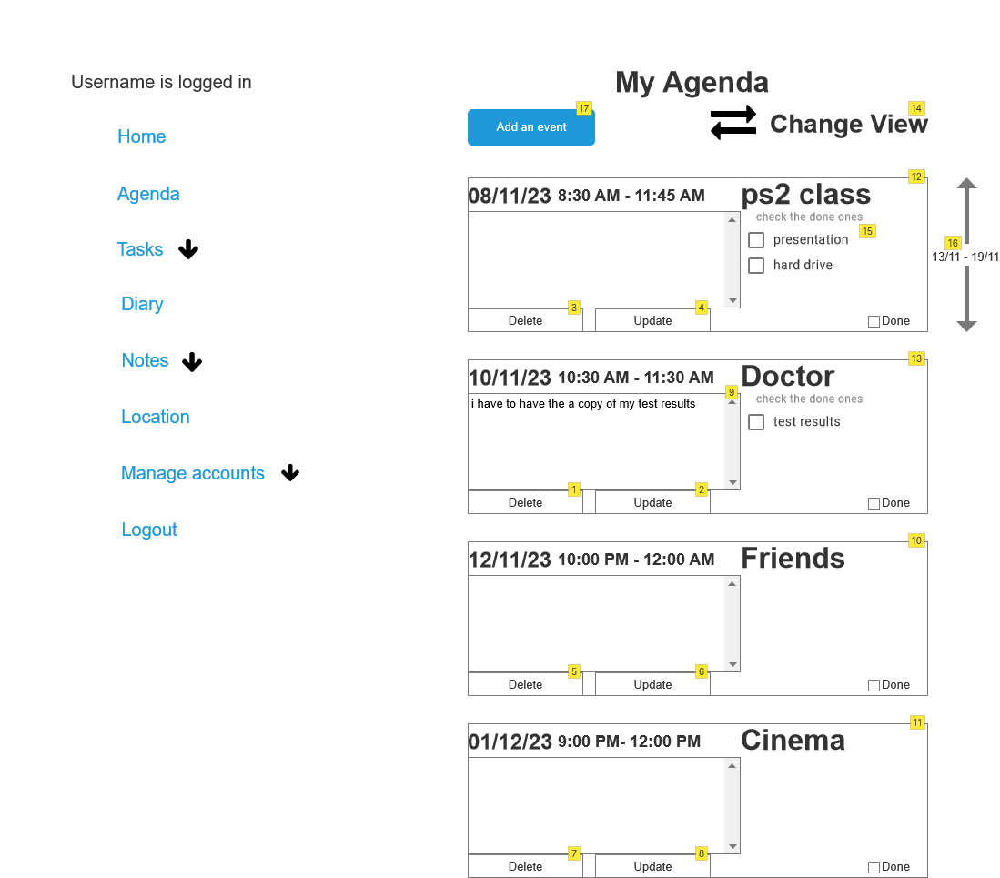 Username is logged in
Home
Agenda
Tasks
Diary
Notes
Location
Manage accounts
Logout
My Agenda
17
Add an event
14
Change View
12
08/11/23 8:30 AM - 11:45 AM
ps2 class
check the done ones
15
presentation
hard drive
16
13/11 - 19/11
3
Delete
4
Update
Done
13
10/11/23 10:30 AM - 11:30 AM
Doctor
9
i have to have the a copy of my test results
check the done ones
test results
1
Delete
2
Update
Done
10
12/11/23 10:00 PM - 12:00 AM
Friends
5
Delete
6
Update
Done
11
01/12/23 9:00 PM- 12:00 PM
Cinema
7
Delete
8
Update
Done